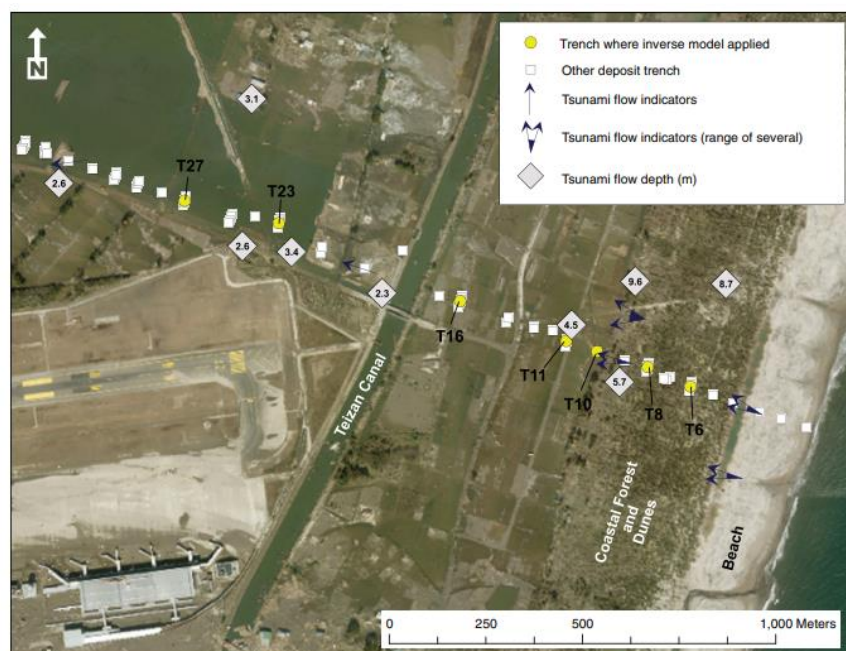 N
Trench where inverse model applied
Other deposit trench
Tsunami flow indicators
Tsunami flow indicators (range of several)
Tsunami flow depth (m)
3.1
T27
2.6
T23
2.6
3.4
2.3
9.6
8.7
T16
4.5
T11
T10
5.7
T8
T6
Teizan Canal
Coastal Forest
and
Dunes
Beach
0 250 500 1,000 Meters